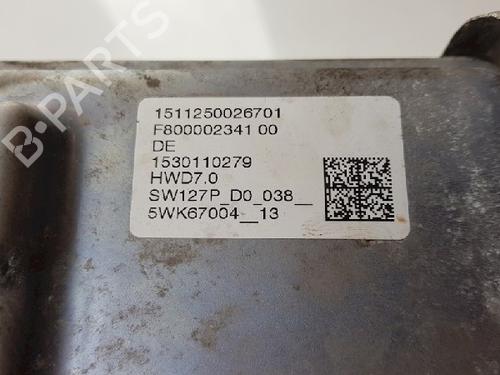 1511250026701
F800002341 00
DE
1530110279
HWD7.0
SW127P_D0_038__
5WK67004__13
B-PARTS